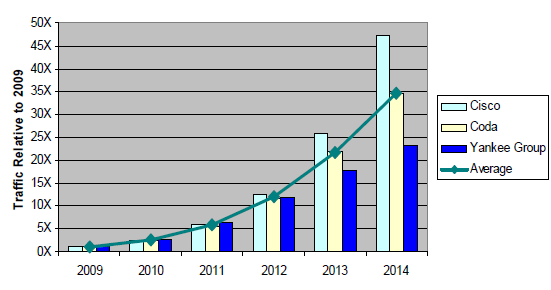 Traffic Relative to 2009
50X
45X
40X
35X
30X
25X
20X
15X
10X
5X
0X
2009 2010 2011 2012 2013 2014
Cisco
Coda
Yankee Group
Average